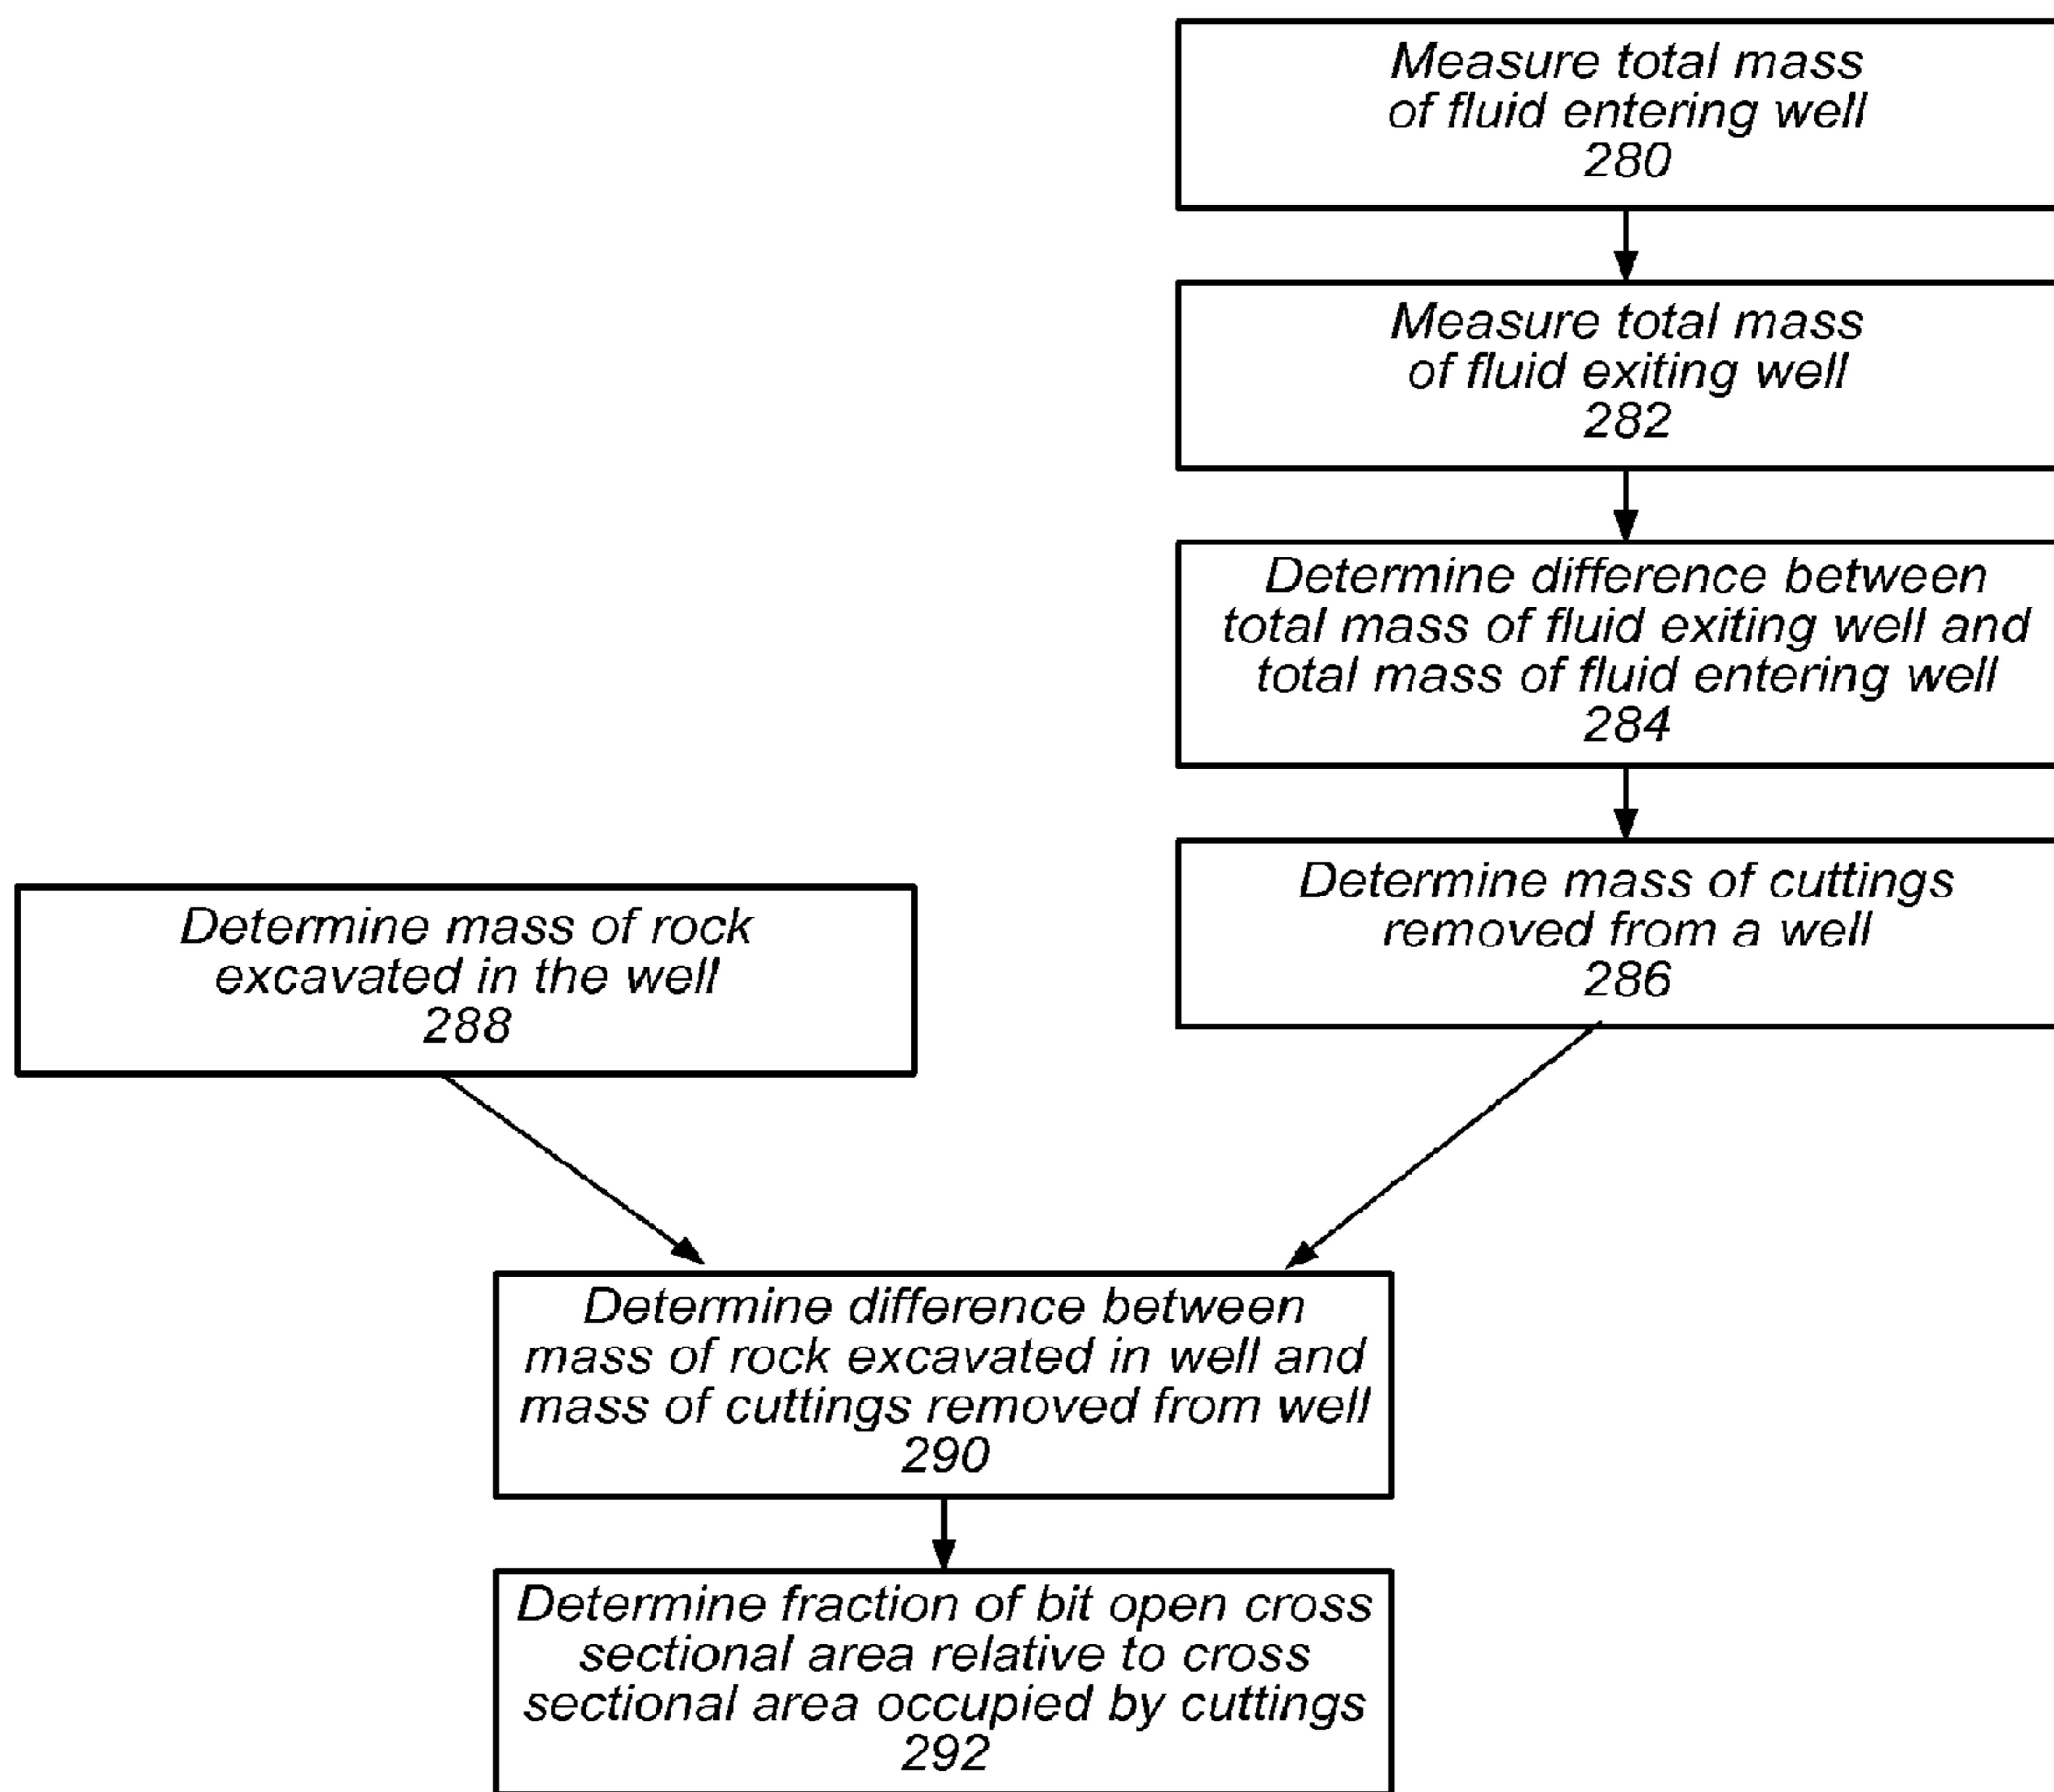 Measure total mass
of fluid entering well
280
Measure total mass
of fluid exiting well
282
Determine difference between
total mass of fluid exiting well and
total mass of fluid entering well
284
Determine mass of cuttings
removed from a well
286
Determine mass of rock
excavated in the well
288
Determine difference between
mass of rock excavated in well and
mass of cuttings removed from well
290
Determine fraction of bit open cross
sectional area relative to cross
sectional area occupied by cuttings
292